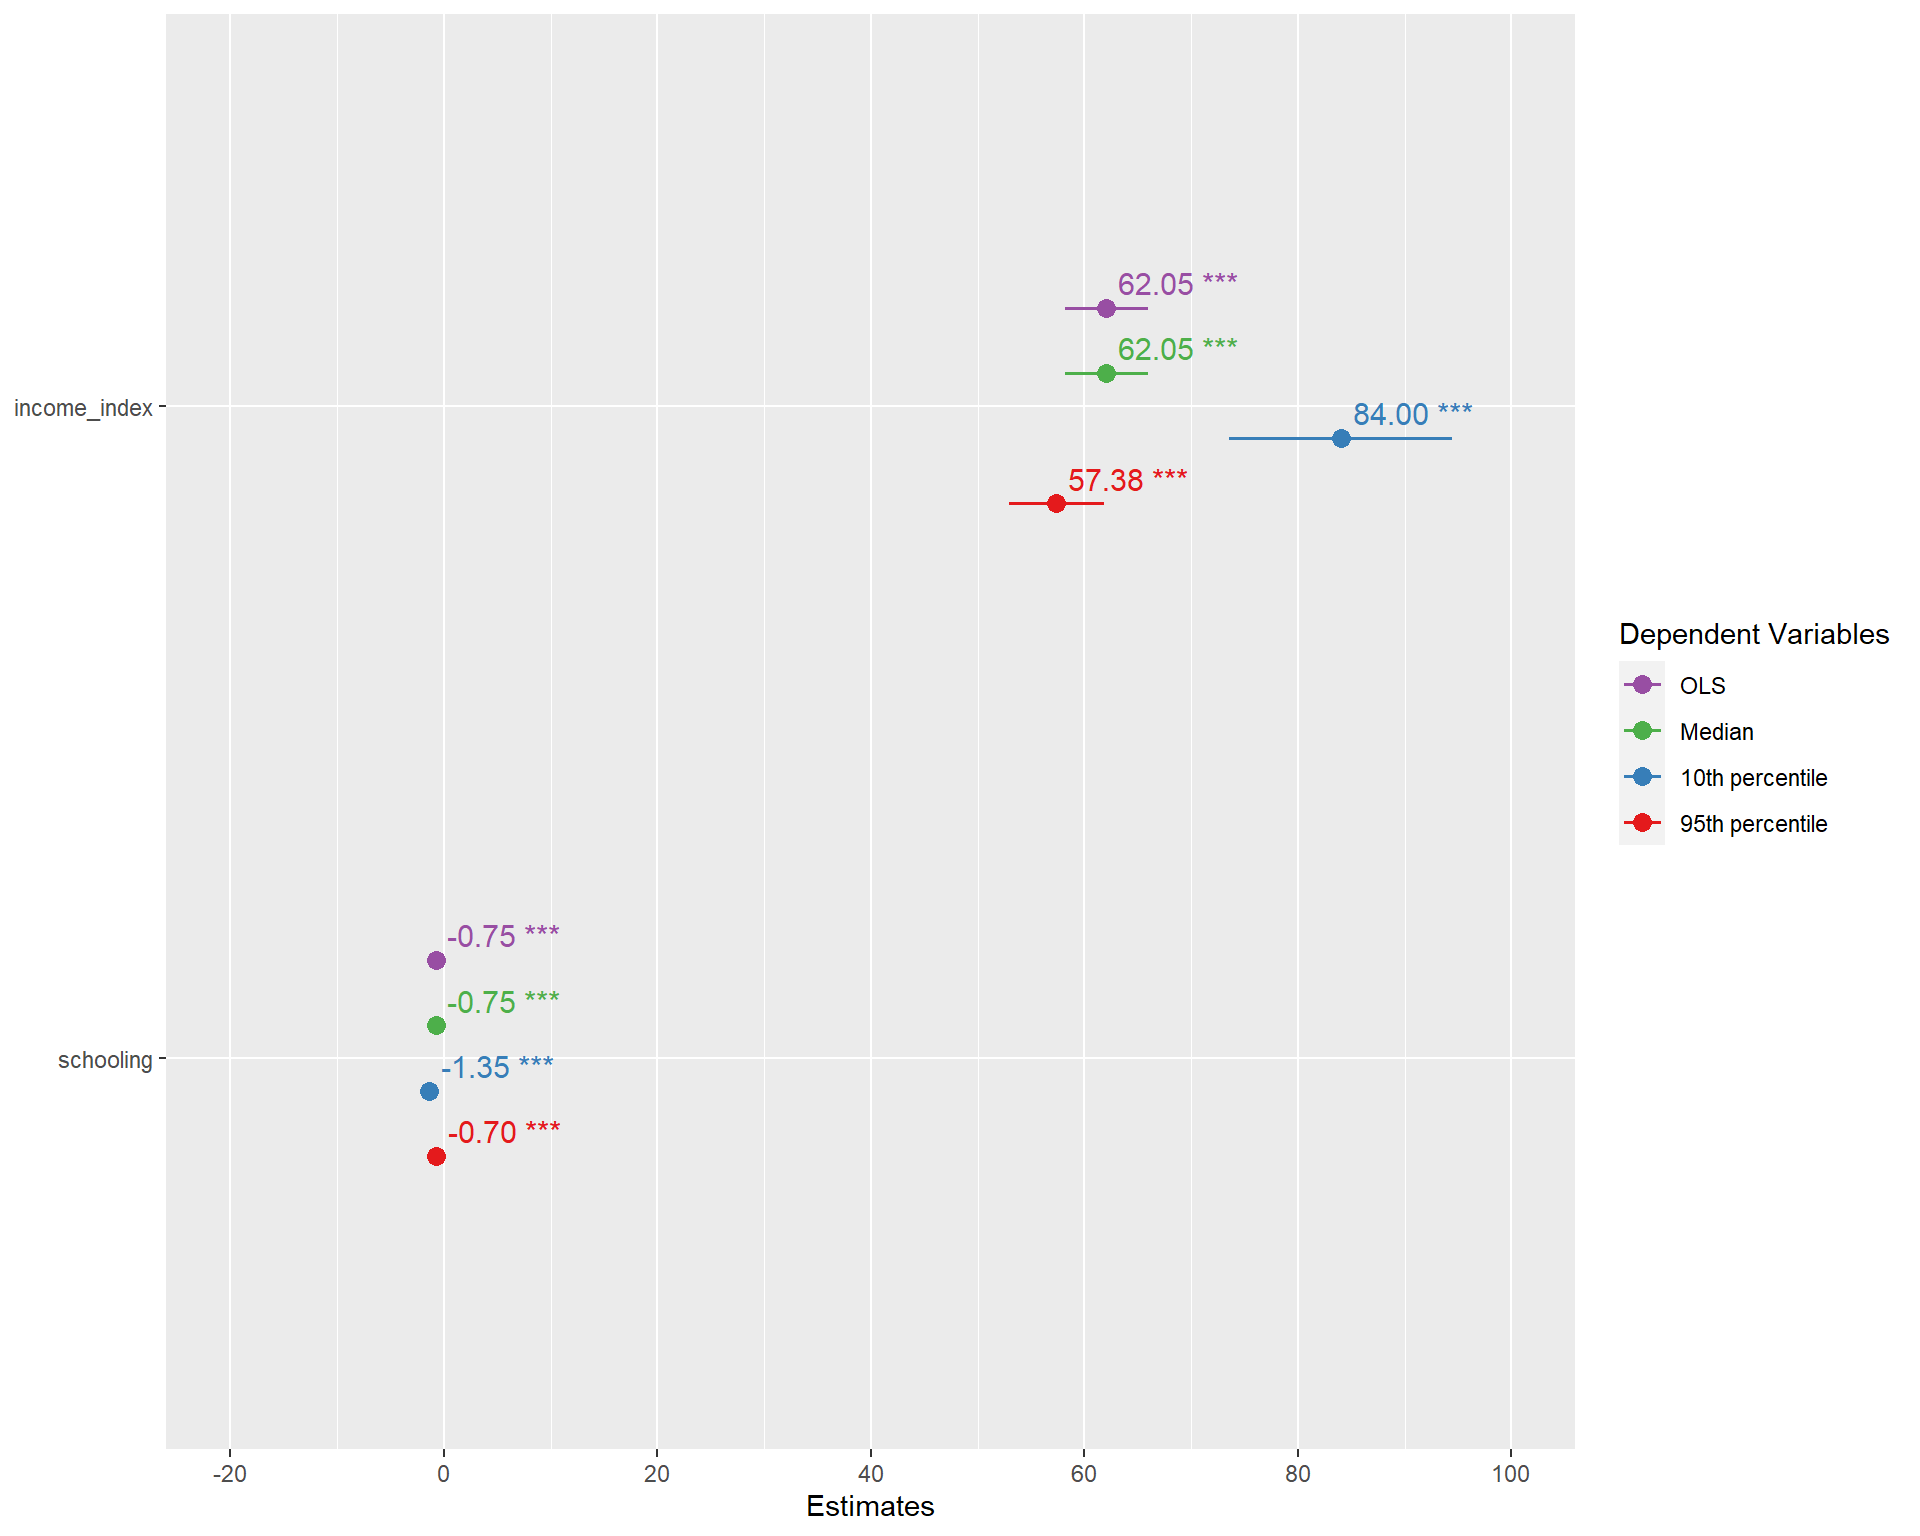 62.05 ***
62.05 ***
income_index
84.00 ***
57.38 ***
Dependent Variables
OLS
Median
10th percentile
95th percentile
-0.75 ***
-0.75 ***
schooling
-1.35 ***
-0.70 ***
-20 0 20 40 60 80 100
Estimates